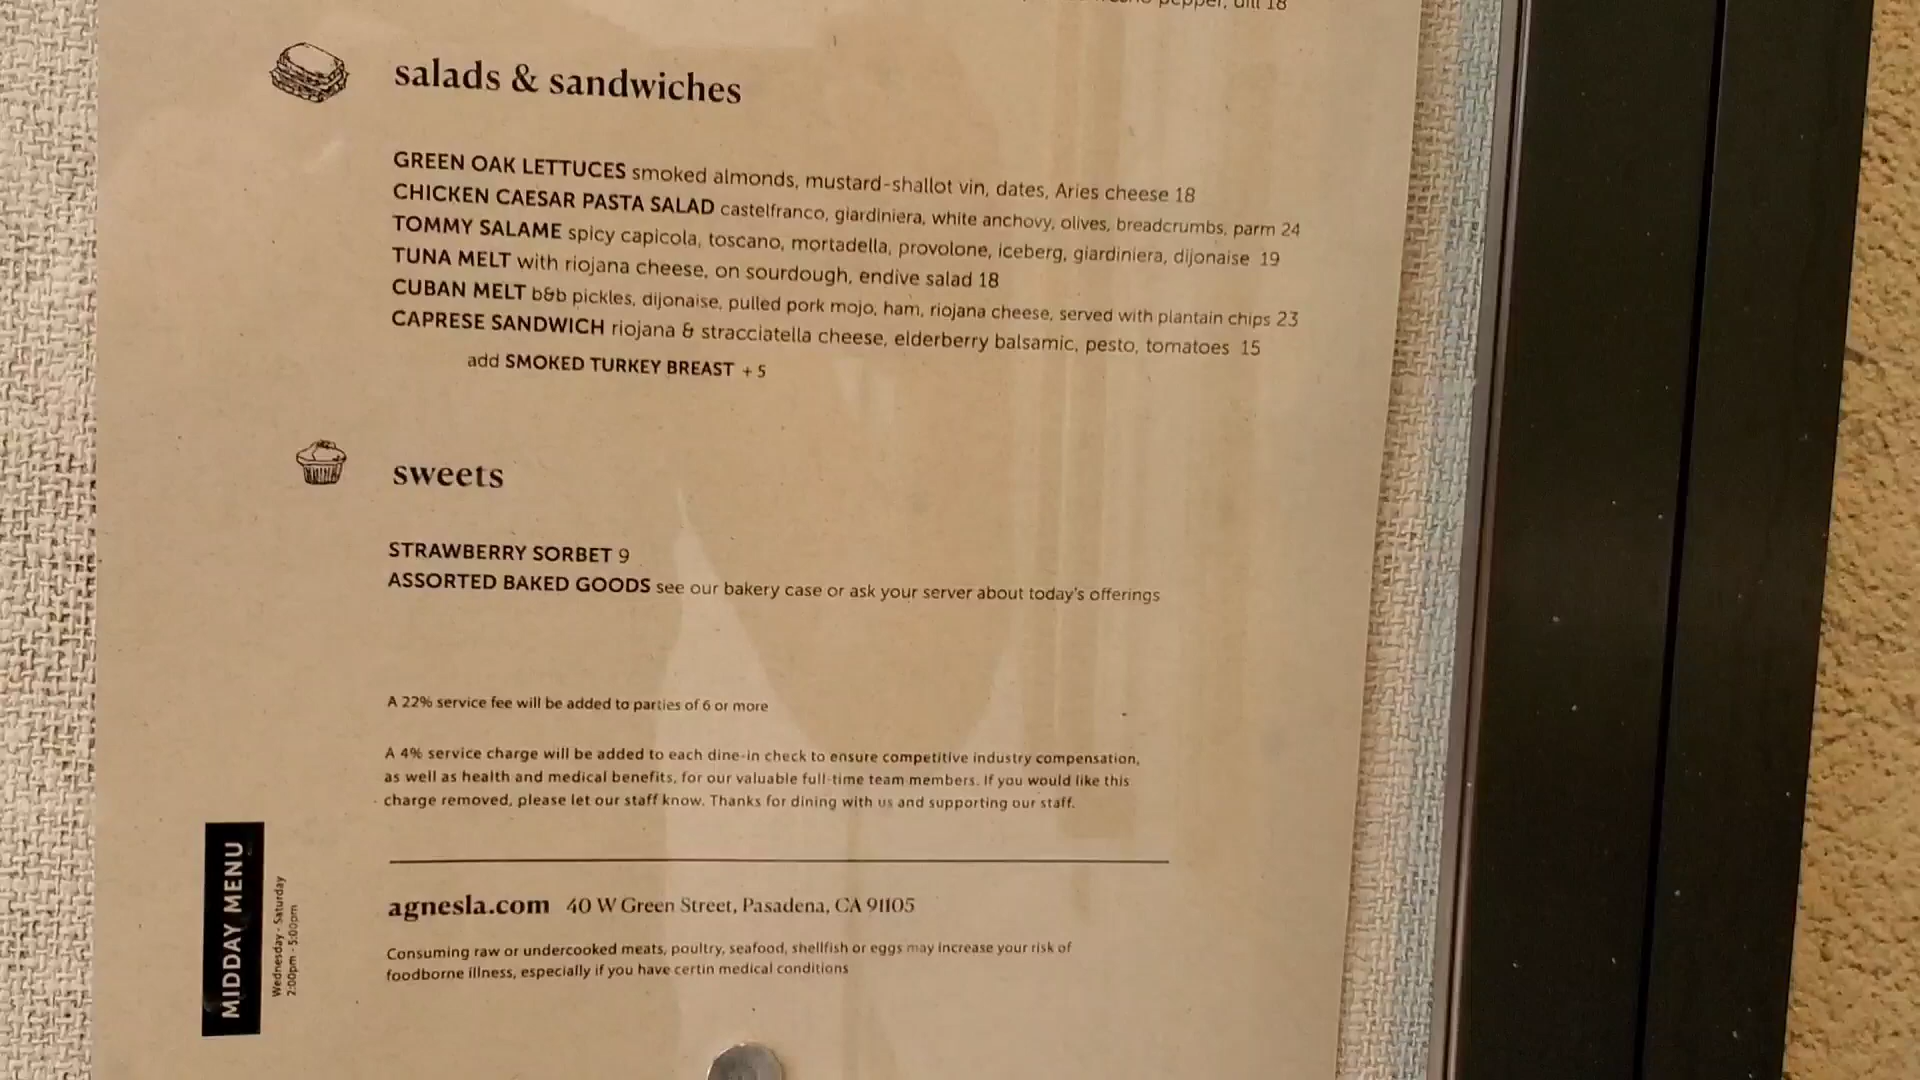 pepper, dill 18
salads & sandwiches
GREEN OAK LETTUCES smoked almonds, mustard-shallot vin, dates, Aries cheese 18
CHICKEN CAESAR PASTA SALAD castelfranco, giardiniera, white anchovy, olives, breadcrumbs, parm 24
TOMMY SALAME spicy capicola, toscano, mortadella, provolone, iceberg, giardiniera, dijonaise 19
TUNA MELT with riojana cheese, on sourdough, endive salad 18
CUBAN MELT b&b pickles, dijonaise, pulled pork mojo, ham, riojana cheese, served with plantain chips 23
CAPRESE SANDWICH riojana & stracciatella cheese, elderberry balsamic, pesto, tomatoes 15
add SMOKED TURKEY BREAST + 5
sweets
STRAWBERRY SORBET 9
ASSORTED BAKED GOODS see our bakery case or ask your server about today's offerings
A 22% service fee will be added to parties of 6 or more
A 4% service charge will be added to each dine-in check to ensure competitive industry compensation,
as well as health and medical benefits, for our valuable full-time team members. If you would like this
charge removed, please let our staff know. Thanks for dining with us and supporting our staff.
MIDDAY MENU
Wednesday - Saturday
2:00pm - 5:00pm
agnesla.com 40 W Green Street, Pasadena, CA 91105
Consuming raw or undercooked meats, poultry, seafood, shellfish or eggs may increase your risk of
foodborne illness, especially if you have certin medical conditions